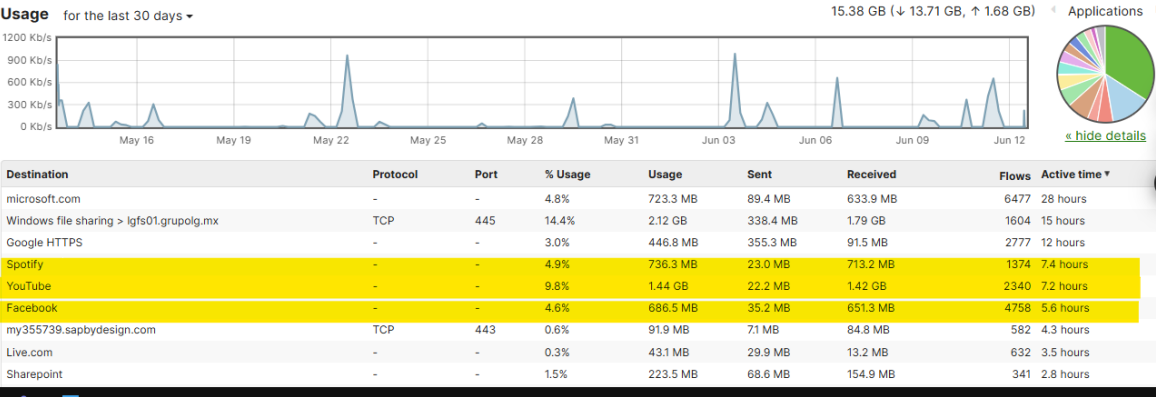 Usage for the last 30 days 15.38 GB (↓ 13.71 GB, ↑ 1.68 GB) Applications
1200 Kb/s
900 Kb/s
600 Kb/s
300 Kb/s
0 Kb/s
May 16 May 19 May 22 May 25 May 28 May 31 Jun 03 Jun 06 Jun 09 Jun 12
« hide details
Destination Protocol Port % Usage Usage Sent Received Flows Active time
microsoft.com - - 4.8% 723.3 MB 89.4 MB 633.9 MB 6477 28 hours
Windows file sharing > lgfs01.grupolg.mx TCP 445 14.4% 2.12 GB 338.4 MB 1.79 GB 1604 15 hours
Google HTTPS - - 3.0% 446.8 MB 355.3 MB 91.5 MB 2777 12 hours
Spotify - - 4.9% 736.3 MB 23.0 MB 713.2 MB 1374 7.4 hours
YouTube - - 9.8% 1.44 GB 22.2 MB 1.42 GB 2340 7.2 hours
Facebook - - 4.6% 686.5 MB 35.2 MB 651.3 MB 4758 5.6 hours
my355739.sapbydesign.com TCP 443 0.6% 91.9 MB 7.1 MB 84.8 MB 582 4.3 hours
Live.com - - 0.3% 43.1 MB 29.9 MB 13.2 MB 632 3.5 hours
Sharepoint - - 1.5% 223.5 MB 68.6 MB 154.9 MB 341 2.8 hours